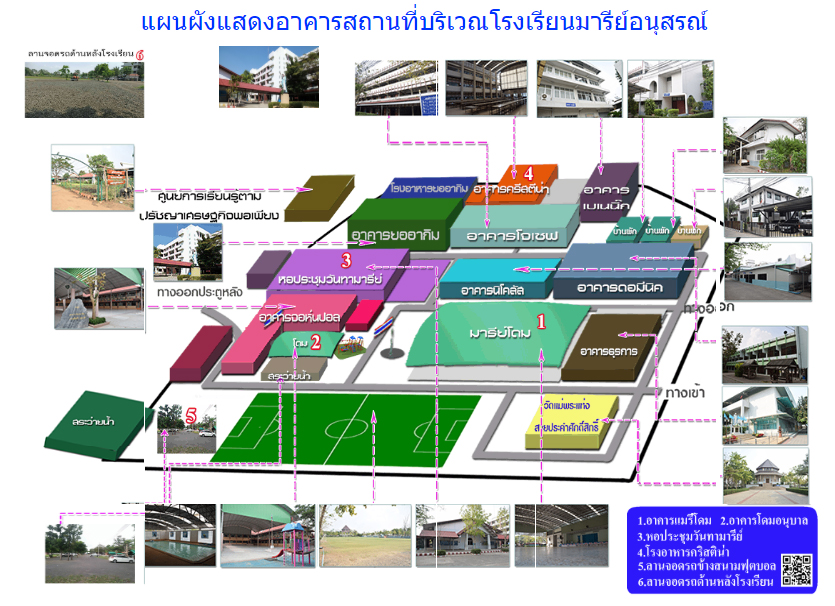 แผนผังแสดงอาคารสถานที่บริเวณโรงเรียนมารีย์อนุสรณ์
ลานจอดรถด้านหลังโรงเรียน 6
โรงอาหารยออากิม
4
อาคารคริสตีน่า
อาคาร
เบเนดิก
ศูนย์การเรียนรู้ตาม
ปรัชญาเศรษฐกิจพอเพียง
อาคารยออากิม
อาคารโยเซฟ
บ้านพัก
บ้านพัก
บ้านพัก
3
หอประชุมวันทามารีย์
ทางออกประตูหลัง
อาคารนิโคลัส
อาคารดอมินิค
ทางออก
อาคารจอห์นปอล
มารีย์โดม 1
โดม 2
อาคารธุรการ
สระว่ายน้ำ
ทางเข้า
วัดแม่พระแห่ง
สายประคำศักดิ์สิทธิ์
สระว่ายน้ำ
5
1.อาคารแมรี่โดม 2.อาคารโดมอนุบาล
3.หอประชุมวันทามารีย์
4.โรงอาหารคริสติน่า
5.ลานจอดรถข้างสนามฟุตบอล
6.ลานจอดรถด้านหลังโรงเรียน